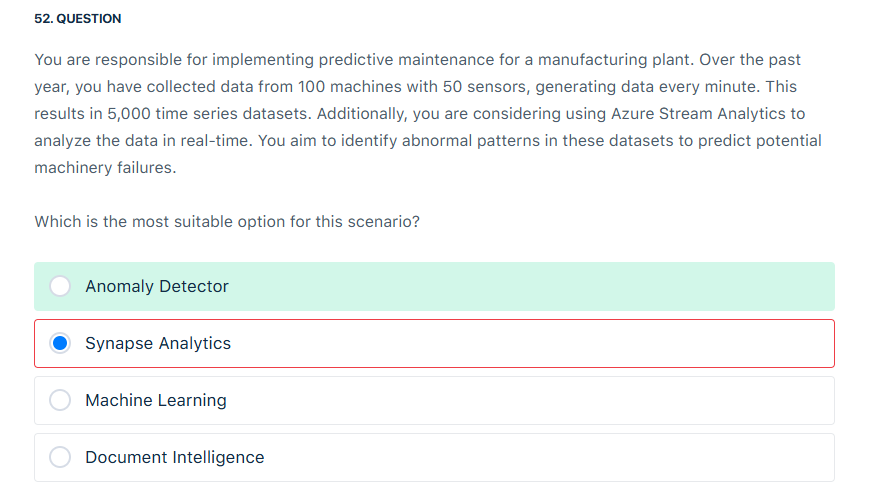 52. QUESTION
You are responsible for implementing predictive maintenance for a manufacturing plant. Over the past
year, you have collected data from 100 machines with 50 sensors, generating data every minute. This
results in 5,000 time series datasets. Additionally, you are considering using Azure Stream Analytics to
analyze the data in real-time. You aim to identify abnormal patterns in these datasets to predict potential
machinery failures.
Which is the most suitable option for this scenario?
Anomaly Detector
Synapse Analytics
Machine Learning
Document Intelligence